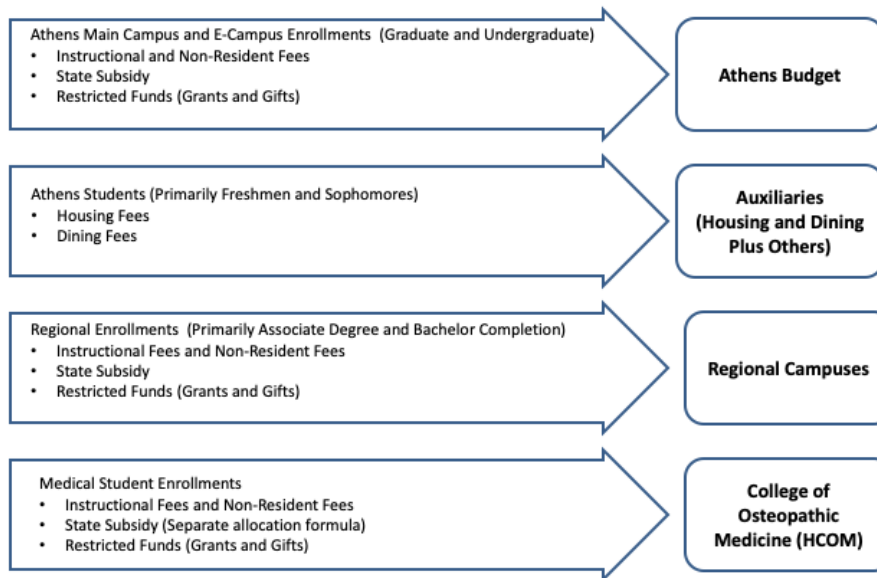 Athens Main Campus and E-Campus Enrollments (Graduate and Undergraduate)
• Instructional and Non-Resident Fees
• State Subsidy
• Restricted Funds (Grants and Gifts)
Athens Budget
Athens Students (Primarily Freshmen and Sophomores)
• Housing Fees
• Dining Fees
Auxiliaries
(Housing and Dining
Plus Others)
Regional Enrollments (Primarily Associate Degree and Bachelor Completion)
• Instructional Fees and Non-Resident Fees
• State Subsidy
• Restricted Funds (Grants and Gifts)
Regional Campuses
Medical Student Enrollments
• Instructional Fees and Non-Resident Fees
• State Subsidy (Separate allocation formula)
• Restricted Funds (Grants and Gifts)
College of
Osteopathic
Medicine (HCOM)